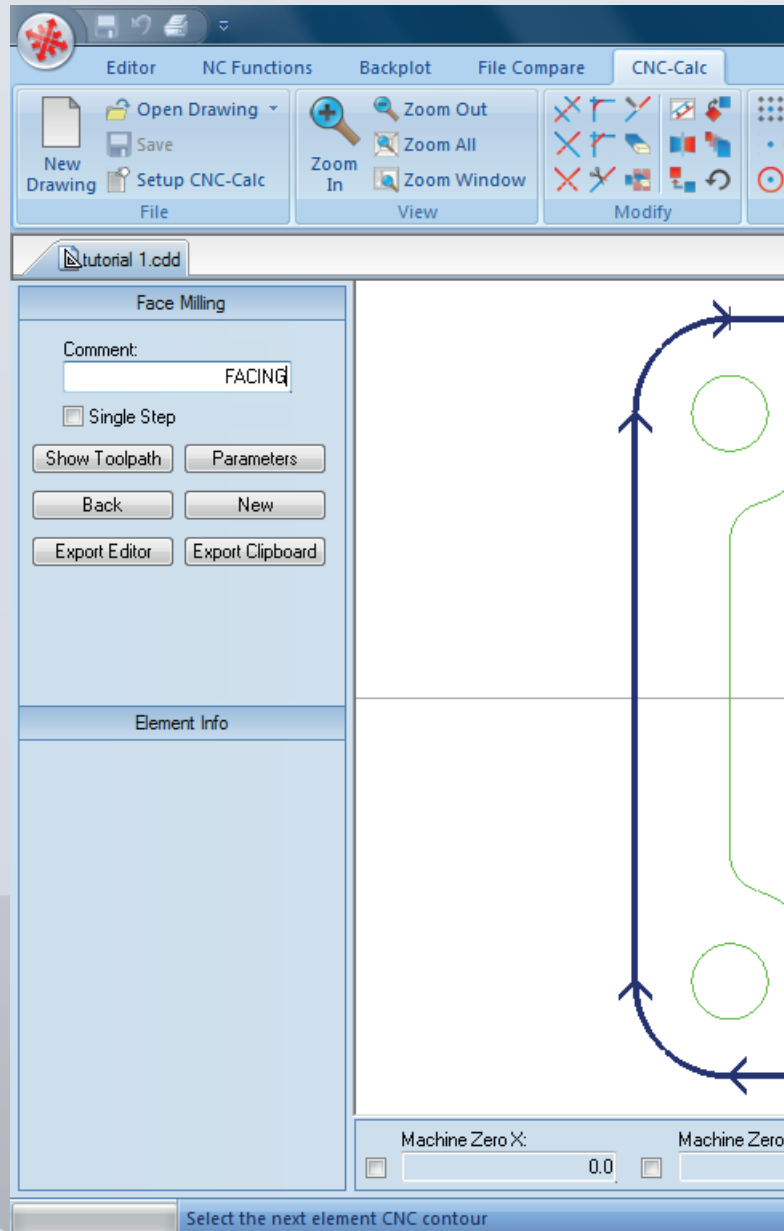 Editor NC Functions Backplot File Compare CNC-Calc
New Drawing
Open Drawing
Save
Setup CNC-Calc
File
Zoom In
Zoom Out
Zoom All
Zoom Window
View
Modify
tutorial 1.cdd
Face Milling
Comment:
FACING
Single Step
Show Toolpath Parameters
Back New
Export Editor Export Clipboard
Element Info
Machine Zero X: Machine Zero
0.0
Select the next element CNC contour